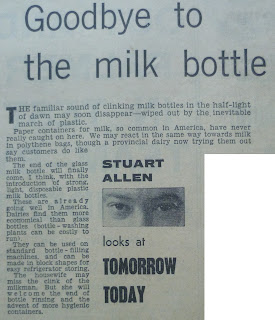 Goodbye to
the milk bottle
THE familiar sound of clinking milk bottles in the half-light
of dawn may soon disappear—wiped out by the inevitable
march of plastic.
Paper containers for milk, so common in America, have never
really caught on here. We may react in the same way towards milk
in polythene bags, though a provincial dairy now trying them out
say customers do like
them.
The end of the glass
milk bottle will finally
come, I think, with the
introduction of strong,
light, disposable plastic
milk bottles.
These are already
going well in America.
Dairies find them more
economical than glass
bottles (bottle-washing
plants can be costly to
run).
They can be used on
standard bottle-filling
machines, and can be
made in block shapes for
easy refrigerator storing.
The housewife may
miss the clink of the
milkman. But she will
welcome the end of
bottle rinsing and the
advent of more hygienic
containers.
STUART
ALLEN
looks at
TOMORROW
TODAY